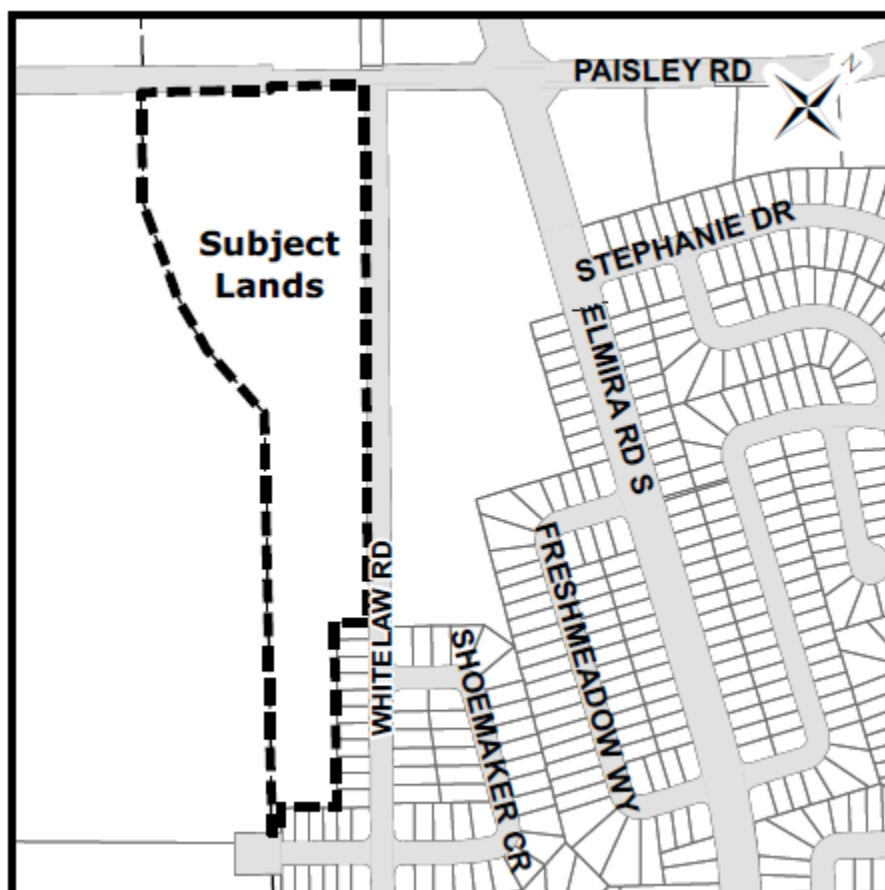 PAISLEY RD
N
STEPHANIE DR
Subject
Lands
ELMIRA RD S
FRESHMEADOW WY
WHITELAW RD
SHOEMAKER CR